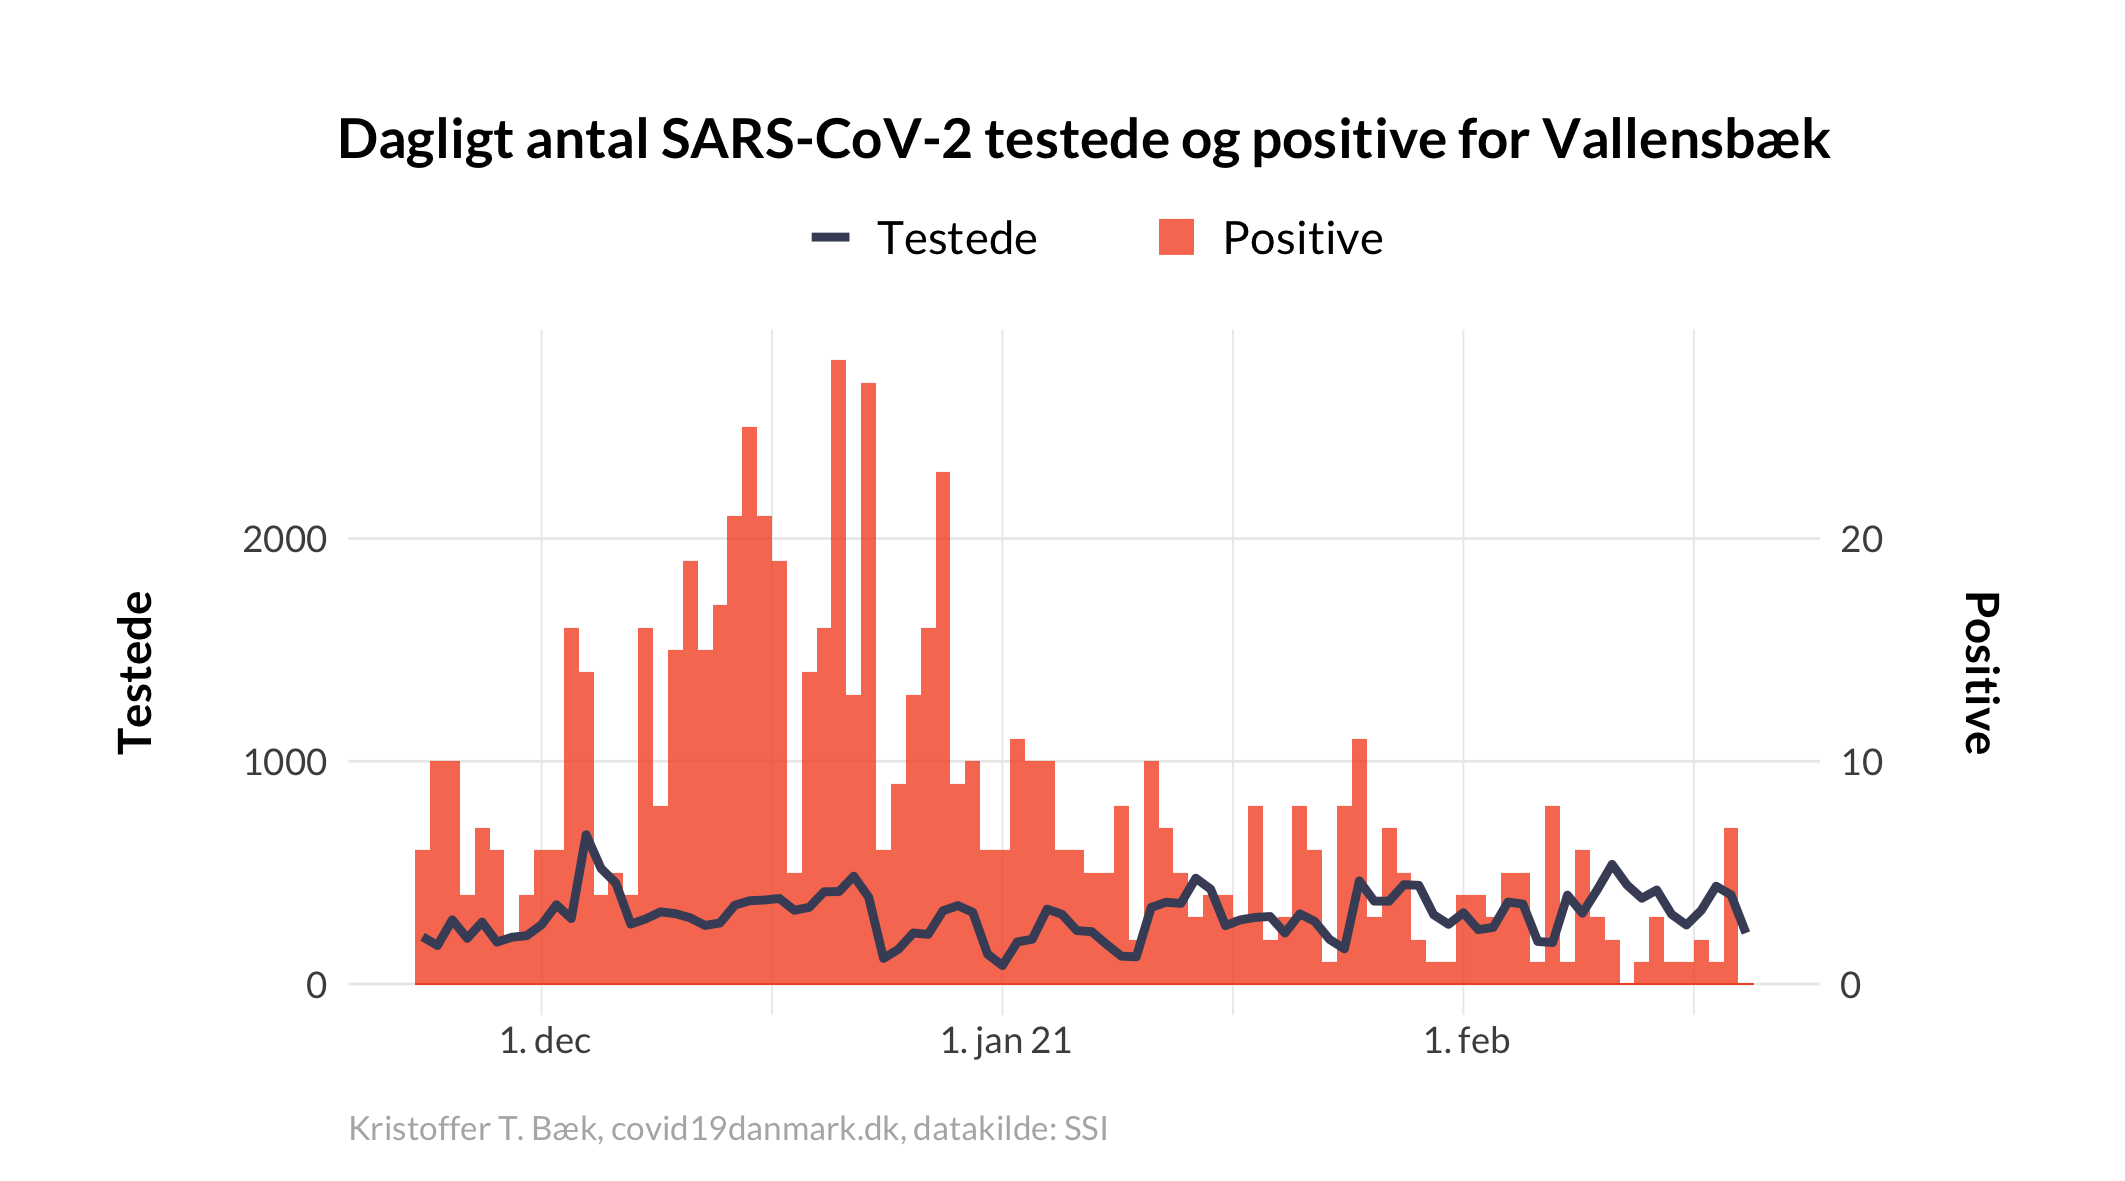 Dagligt antal SARS-CoV-2 testede og positive for Vallensbæk
Testede
Positive
Testede
2000
1000
0
20
10
0
Positive
1. dec
1. jan 21
1. feb
Kristoffer T. Bæk, covid19danmark.dk, datakilde: SSI